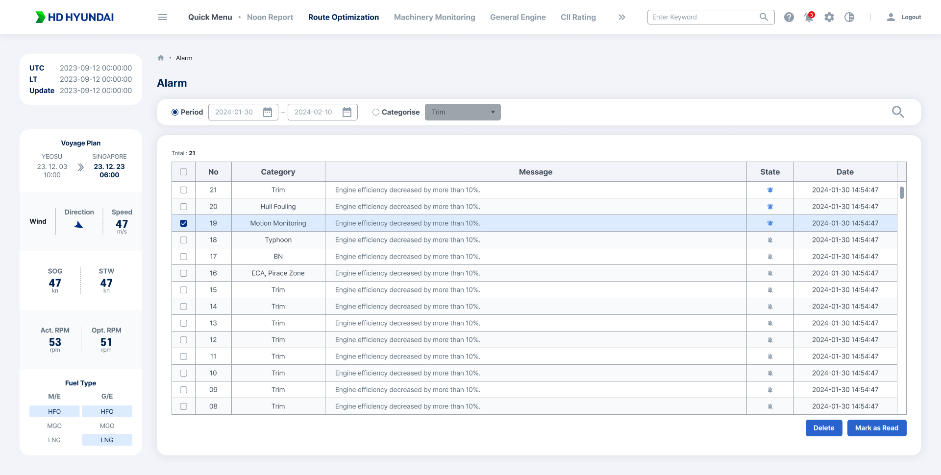 HD HYUNDAI
Quick Menu • Noon Report Route Optimization Machinery Monitoring General Engine CII Rating
Enter Keyword
3
Logout
UTC 2023-09-12 00:00:00
LT 2023-09-12 00:00:00
Update 2023-09-12 00:00:00
Voyage Plan
YEOSU SINGAPORE
23. 12. 03 23. 12. 23
10:00 06:00
Wind Direction Speed
47
m/s
SOG STW
47 47
kn kn
Act. RPM Opt. RPM
53 51
rpm rpm
Fuel Type
M/E G/E
HFO HFO
MGO MGO
LNG LNG
• Alarm
Alarm
Period 2024-01-30 – 2024-02-10 Categorise Trim
Total : 21
No Category Message State Date
21 Trim Engine efficiency decreased by more than 10%. 2024-01-30 14:54:47
20 Hull Fouling Engine efficiency decreased by more than 10%. 2024-01-30 14:54:47
19 Motion Monitoring Engine efficiency decreased by more than 10%. 2024-01-30 14:54:47
18 Typhoon Engine efficiency decreased by more than 10%. 2024-01-30 14:54:47
17 BN Engine efficiency decreased by more than 10%. 2024-01-30 14:54:47
16 ECA, Pirace Zone Engine efficiency decreased by more than 10%. 2024-01-30 14:54:47
15 Trim Engine efficiency decreased by more than 10%. 2024-01-30 14:54:47
14 Trim Engine efficiency decreased by more than 10%. 2024-01-30 14:54:47
13 Trim Engine efficiency decreased by more than 10%. 2024-01-30 14:54:47
12 Trim Engine efficiency decreased by more than 10%. 2024-01-30 14:54:47
11 Trim Engine efficiency decreased by more than 10%. 2024-01-30 14:54:47
10 Trim Engine efficiency decreased by more than 10%. 2024-01-30 14:54:47
09 Trim Engine efficiency decreased by more than 10%. 2024-01-30 14:54:47
08 Trim Engine efficiency decreased by more than 10%. 2024-01-30 14:54:47
Delete Mark as Read